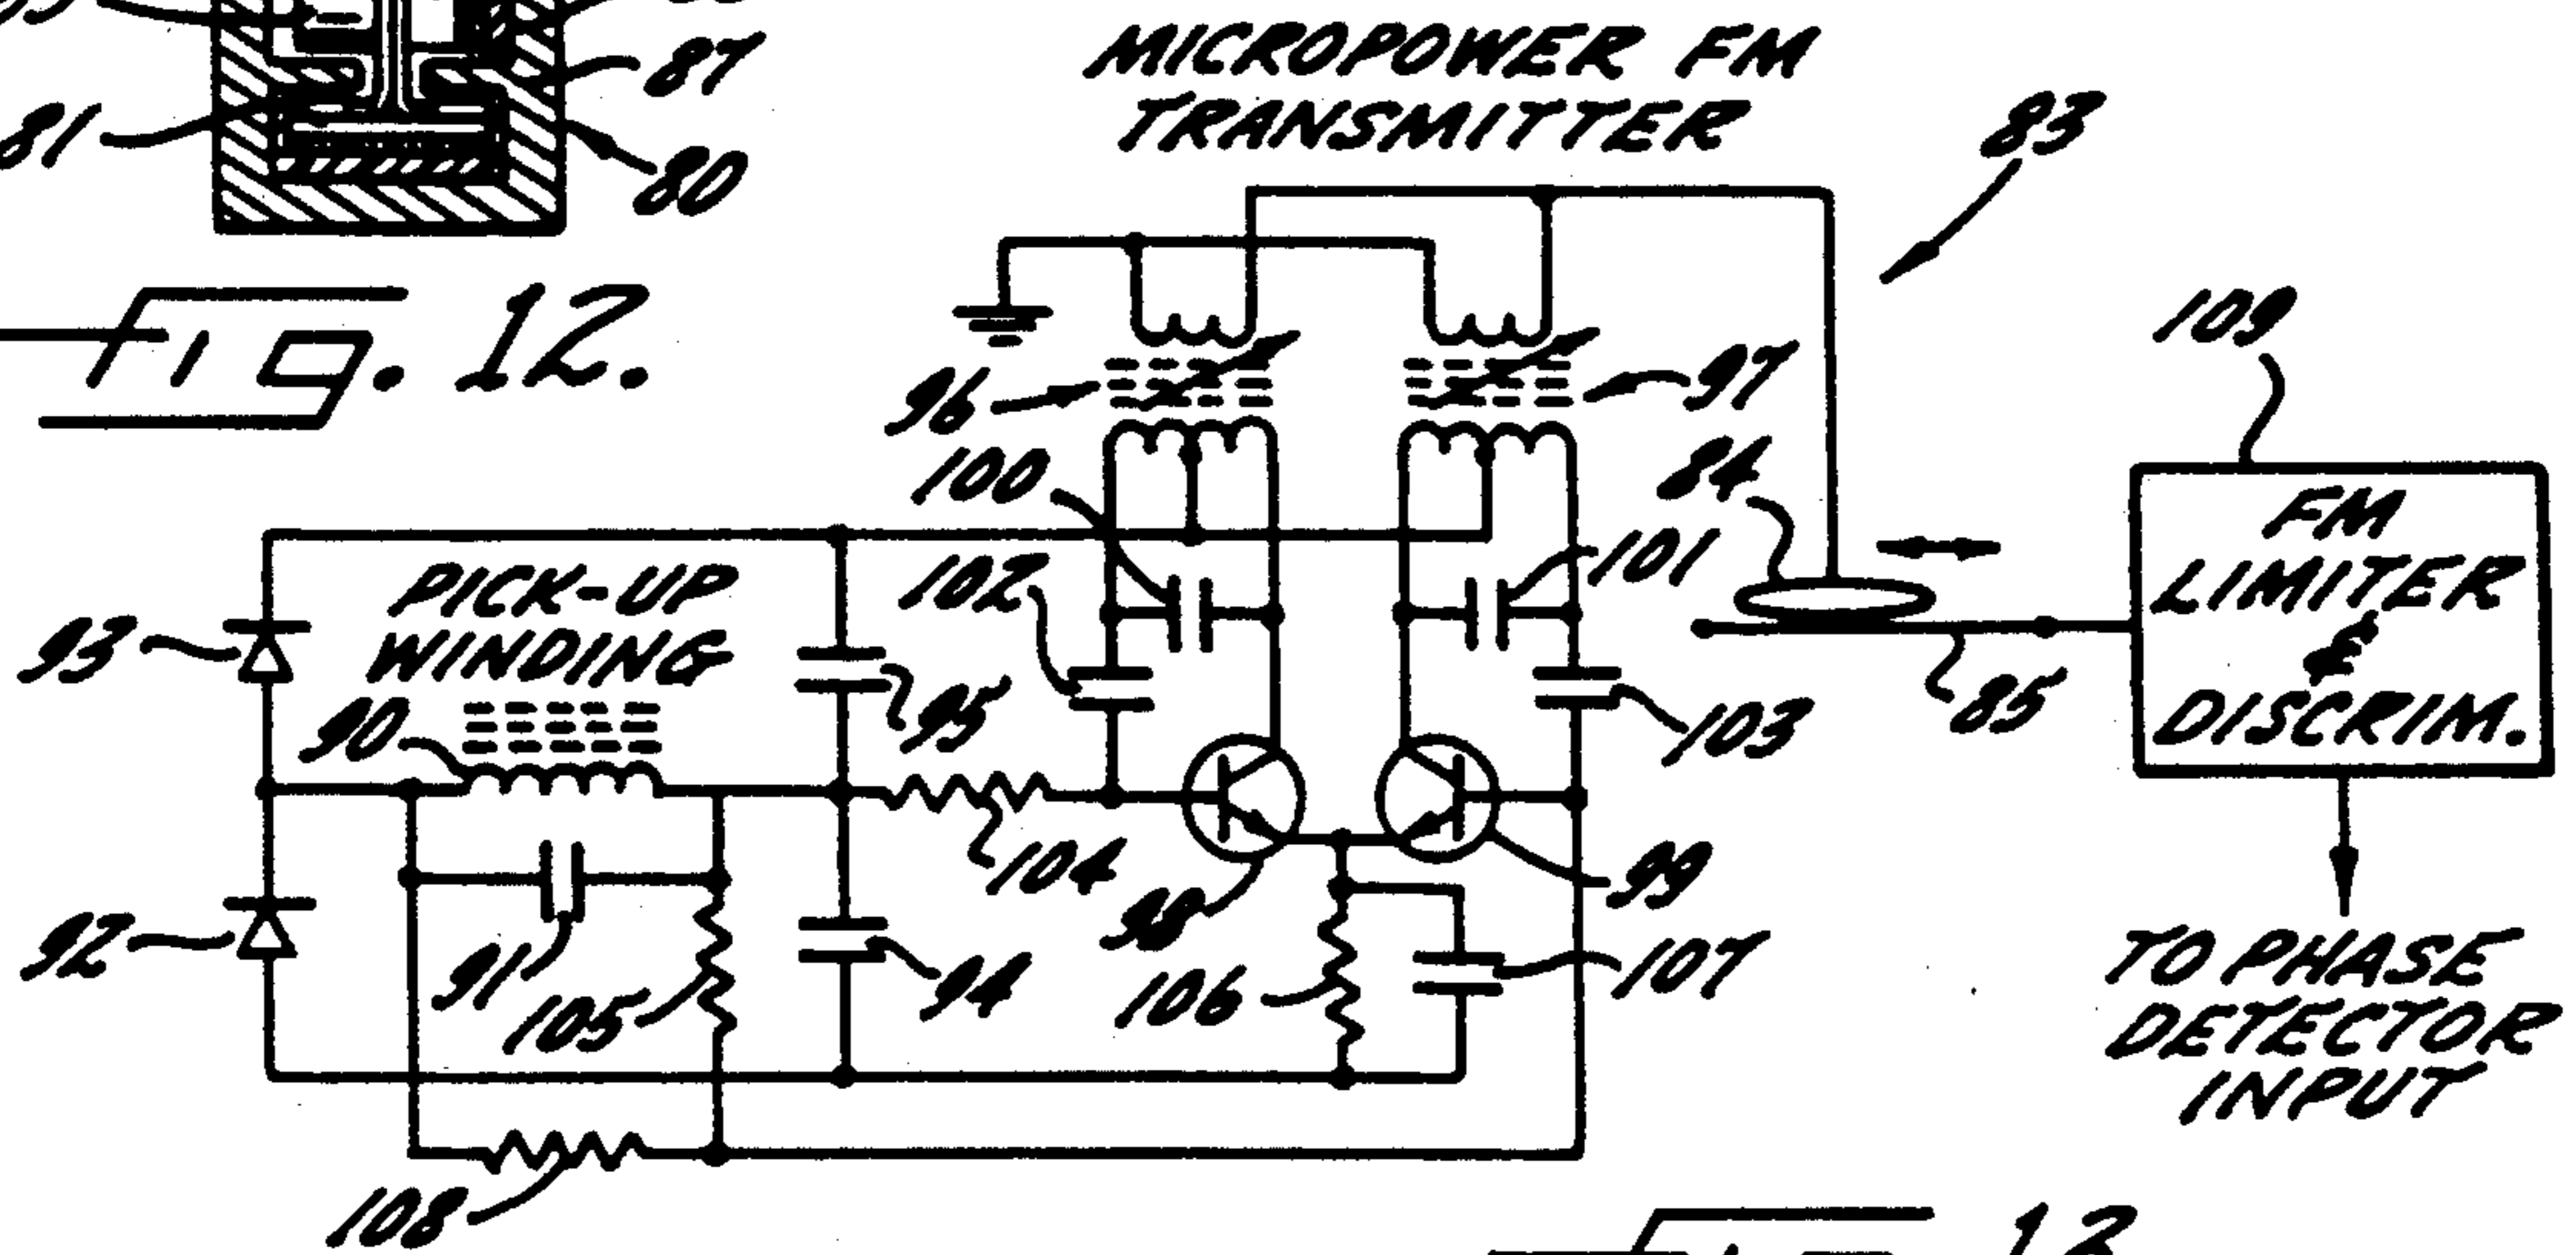 MICROPOWER FM
TRANSMITTER
87
81
80
83
Fig. 12.
109
96
97
100
84
FM
LIMITER
&
DISCRIM.
PICK-UP
WINDING
102
101
93
85
90
95
103
104
99
98
92
91
94
107
106
105
TO PHASE
DETECTOR
INPUT
108